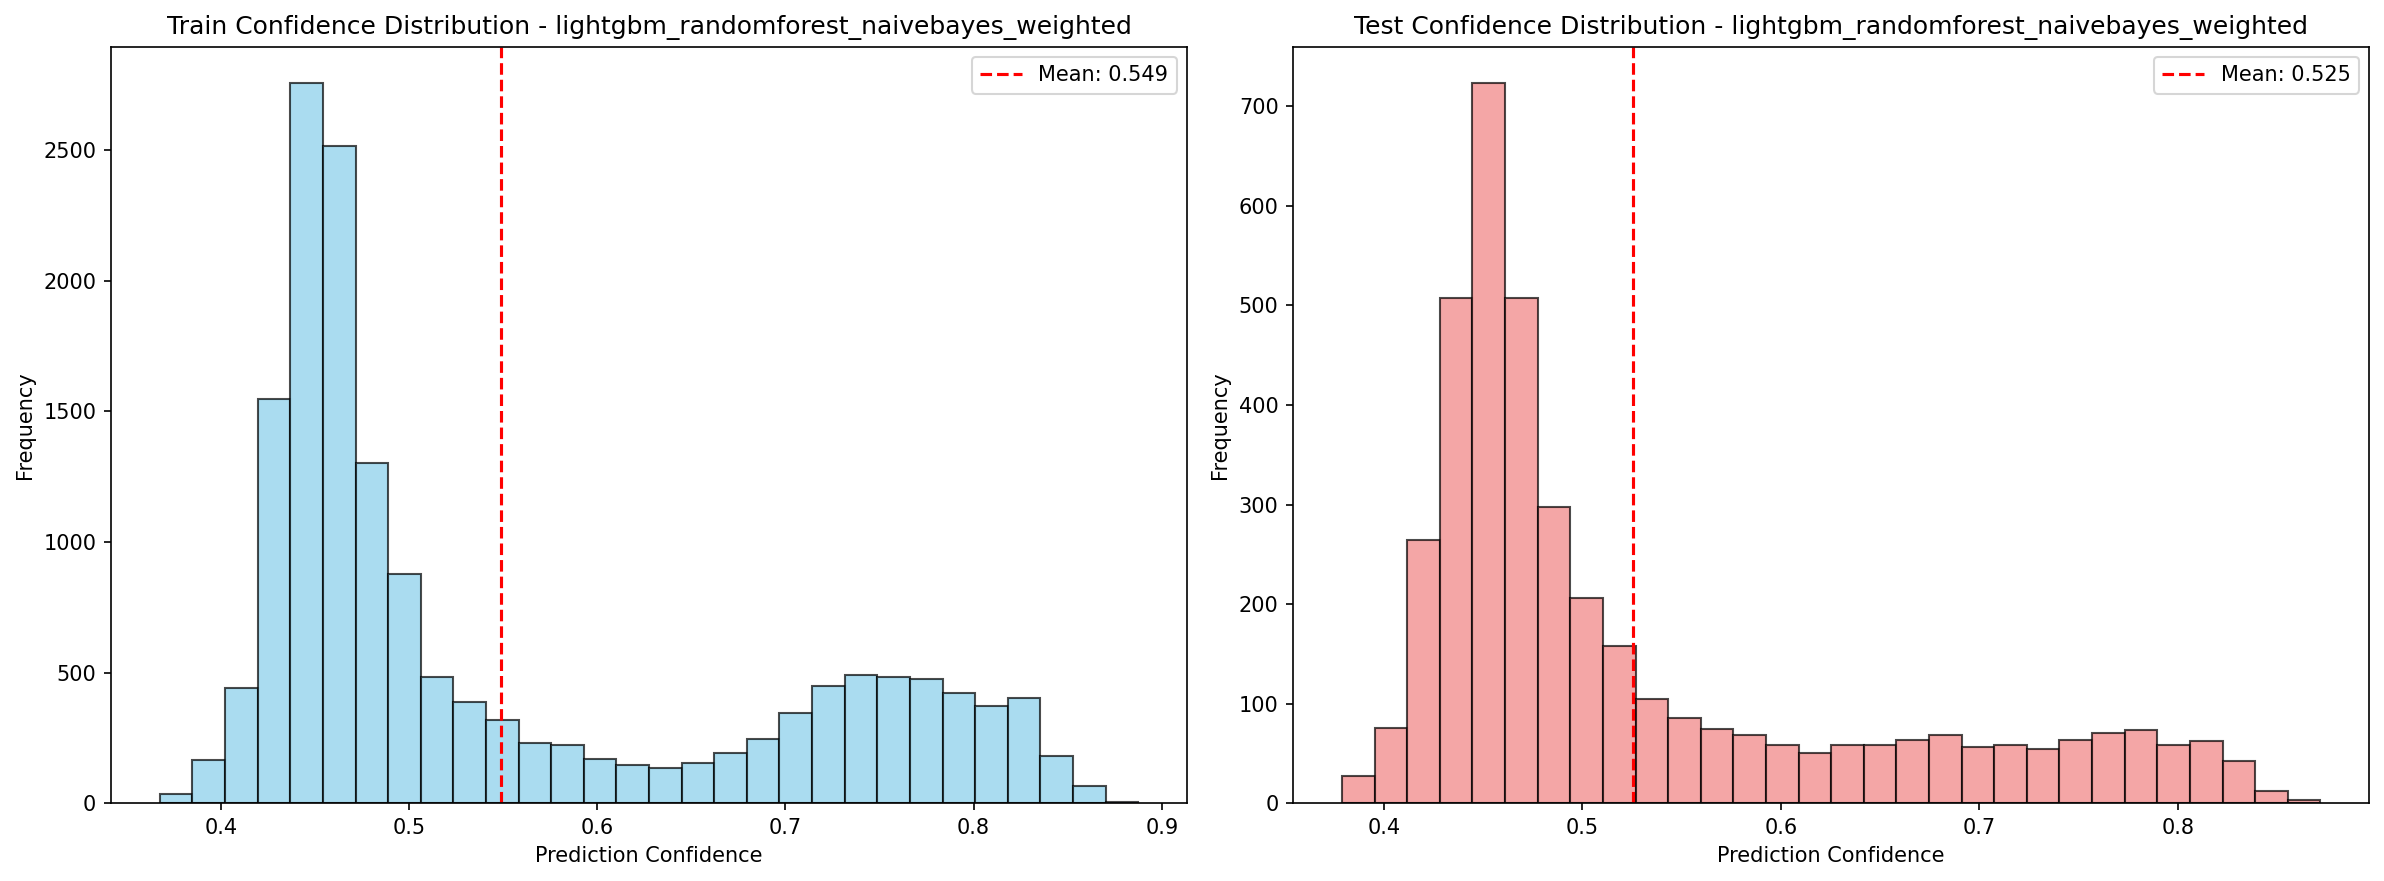 Train Confidence Distribution - lightgbm_randomforest_naivebayes_weighted
Mean: 0.549
Frequency
2500
2000
1500
1000
500
0
0.4 0.5 0.6 0.7 0.8 0.9
Prediction Confidence
Test Confidence Distribution - lightgbm_randomforest_naivebayes_weighted
Mean: 0.525
Frequency
700
600
500
400
300
200
100
0
0.4 0.5 0.6 0.7 0.8
Prediction Confidence